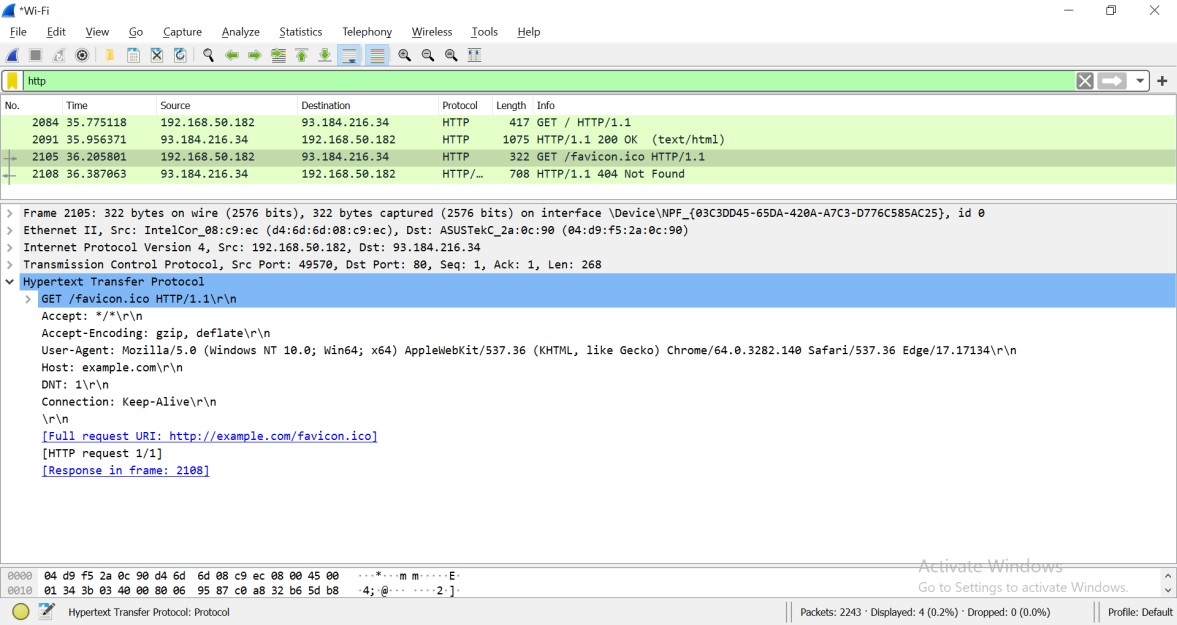 *Wi-Fi
File Edit View Go Capture Analyze Statistics Telephony Wireless Tools Help
http
No. Time Source Destination Protocol Length Info
2084 35.775118 192.168.50.182 93.184.216.34 HTTP 417 GET / HTTP/1.1
2091 35.956371 93.184.216.34 192.168.50.182 HTTP 1075 HTTP/1.1 200 OK (text/html)
2105 36.205801 192.168.50.182 93.184.216.34 HTTP 322 GET /favicon.ico HTTP/1.1
2108 36.387063 93.184.216.34 192.168.50.182 HTTP/… 708 HTTP/1.1 404 Not Found
Frame 2105: 322 bytes on wire (2576 bits), 322 bytes captured (2576 bits) on interface \Device\NPF_{03C3DD45-65DA-420A-A7C3-D776C585AC25}, id 0
Ethernet II, Src: IntelCor_08:c9:ec (d4:6d:6d:08:c9:ec), Dst: ASUSTekC_2a:0c:90 (04:d9:f5:2a:0c:90)
Internet Protocol Version 4, Src: 192.168.50.182, Dst: 93.184.216.34
Transmission Control Protocol, Src Port: 49570, Dst Port: 80, Seq: 1, Ack: 1, Len: 268
Hypertext Transfer Protocol
GET /favicon.ico HTTP/1.1\r\n
Accept: */*\r\n
Accept-Encoding: gzip, deflate\r\n
User-Agent: Mozilla/5.0 (Windows NT 10.0; Win64; x64) AppleWebKit/537.36 (KHTML, like Gecko) Chrome/64.0.3282.140 Safari/537.36 Edge/17.17134\r\n
Host: example.com\r\n
DNT: 1\r\n
Connection: Keep-Alive\r\n
\r\n
[Full request URI: http://example.com/favicon.ico]
[HTTP request 1/1]
[Response in frame: 2108]
0000 04 d9 f5 2a 0c 90 d4 6d 6d 08 c9 ec 08 00 45 00 ···*···m m·····E·
0010 01 34 3b 03 40 00 80 06 95 87 c0 a8 32 b6 5d b8 ·4;·@··· ····2·]·
Activate Windows
Go to Settings to activate Windows.
Hypertext Transfer Protocol: Protocol
Packets: 2243 · Displayed: 4 (0.2%) · Dropped: 0 (0.0%)
Profile: Default